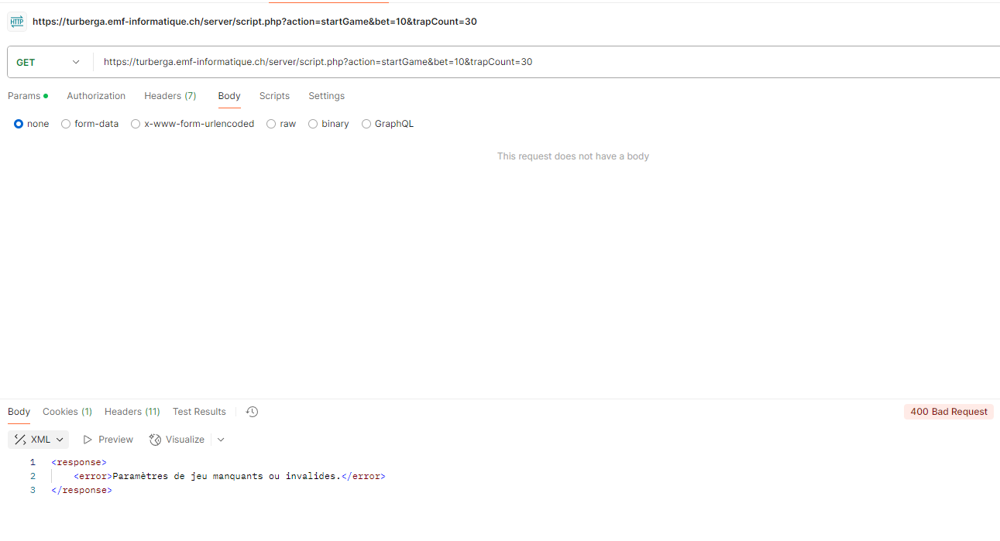 HTTP https://turberga.emf-informatique.ch/server/script.php?action=startGame&bet=10&trapCount=30
GET https://turberga.emf-informatique.ch/server/script.php?action=startGame&bet=10&trapCount=30
Params Authorization Headers (7) Body Scripts Settings
none form-data x-www-form-urlencoded raw binary GraphQL
This request does not have a body
Body Cookies (1) Headers (11) Test Results 400 Bad Request
XML Preview Visualize
1 <response>
2 <error>Paramètres de jeu manquants ou invalides.</error>
3 </response>